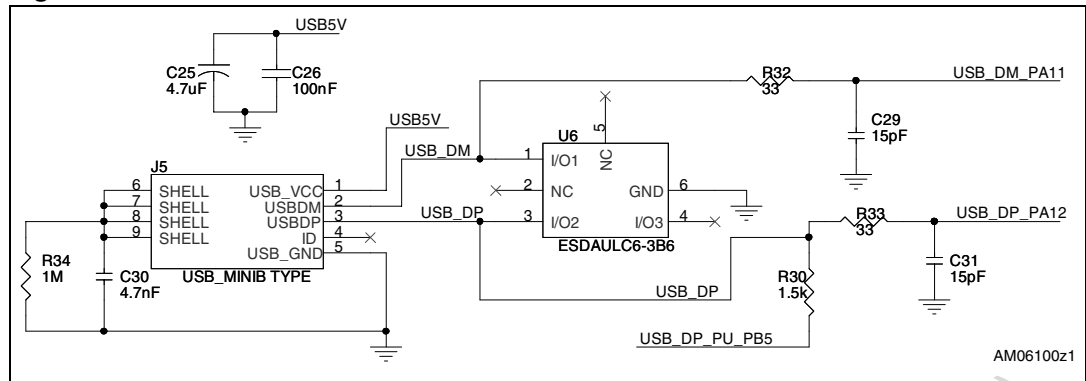 USB5V
C25
4.7uF
C26
100nF
R32
33
USB_DM_PA11
C29
15pF
USB5V
USB_DM
U6
5
NC
1
I/O1
2
NC
GND
6
3
I/O2
I/O3
4
ESDAULC6-3B6
J5
6
SHELL
USB_VCC
1
7
SHELL
USBDM
2
8
SHELL
USBDP
3
9
SHELL
ID
4
USB_GND
5
USB_MINIB TYPE
USB_DP
R34
1M
C30
4.7nF
R33
33
USB_DP_PA12
C31
15pF
R30
1.5k
USB_DP
USB_DP_PU_PB5
AM06100z1